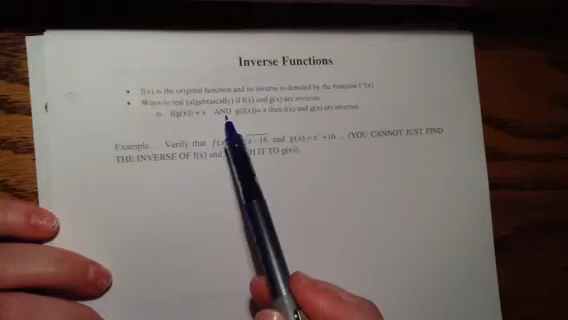 Inverse Functions
• f(x) is the original function and its inverse is denoted by the function f⁻¹(x)
• Ways to test (algebraically) if f(x) and g(x) are inverses
o f(g(x)) = x AND g(f(x)) = x then f(x) and g(x) are inverses
Example... Verify that x-16 and g(x) = x² +16 ... (YOU CANNOT JUST FIND
THE INVERSE OF f(x) and IT TO g(x))